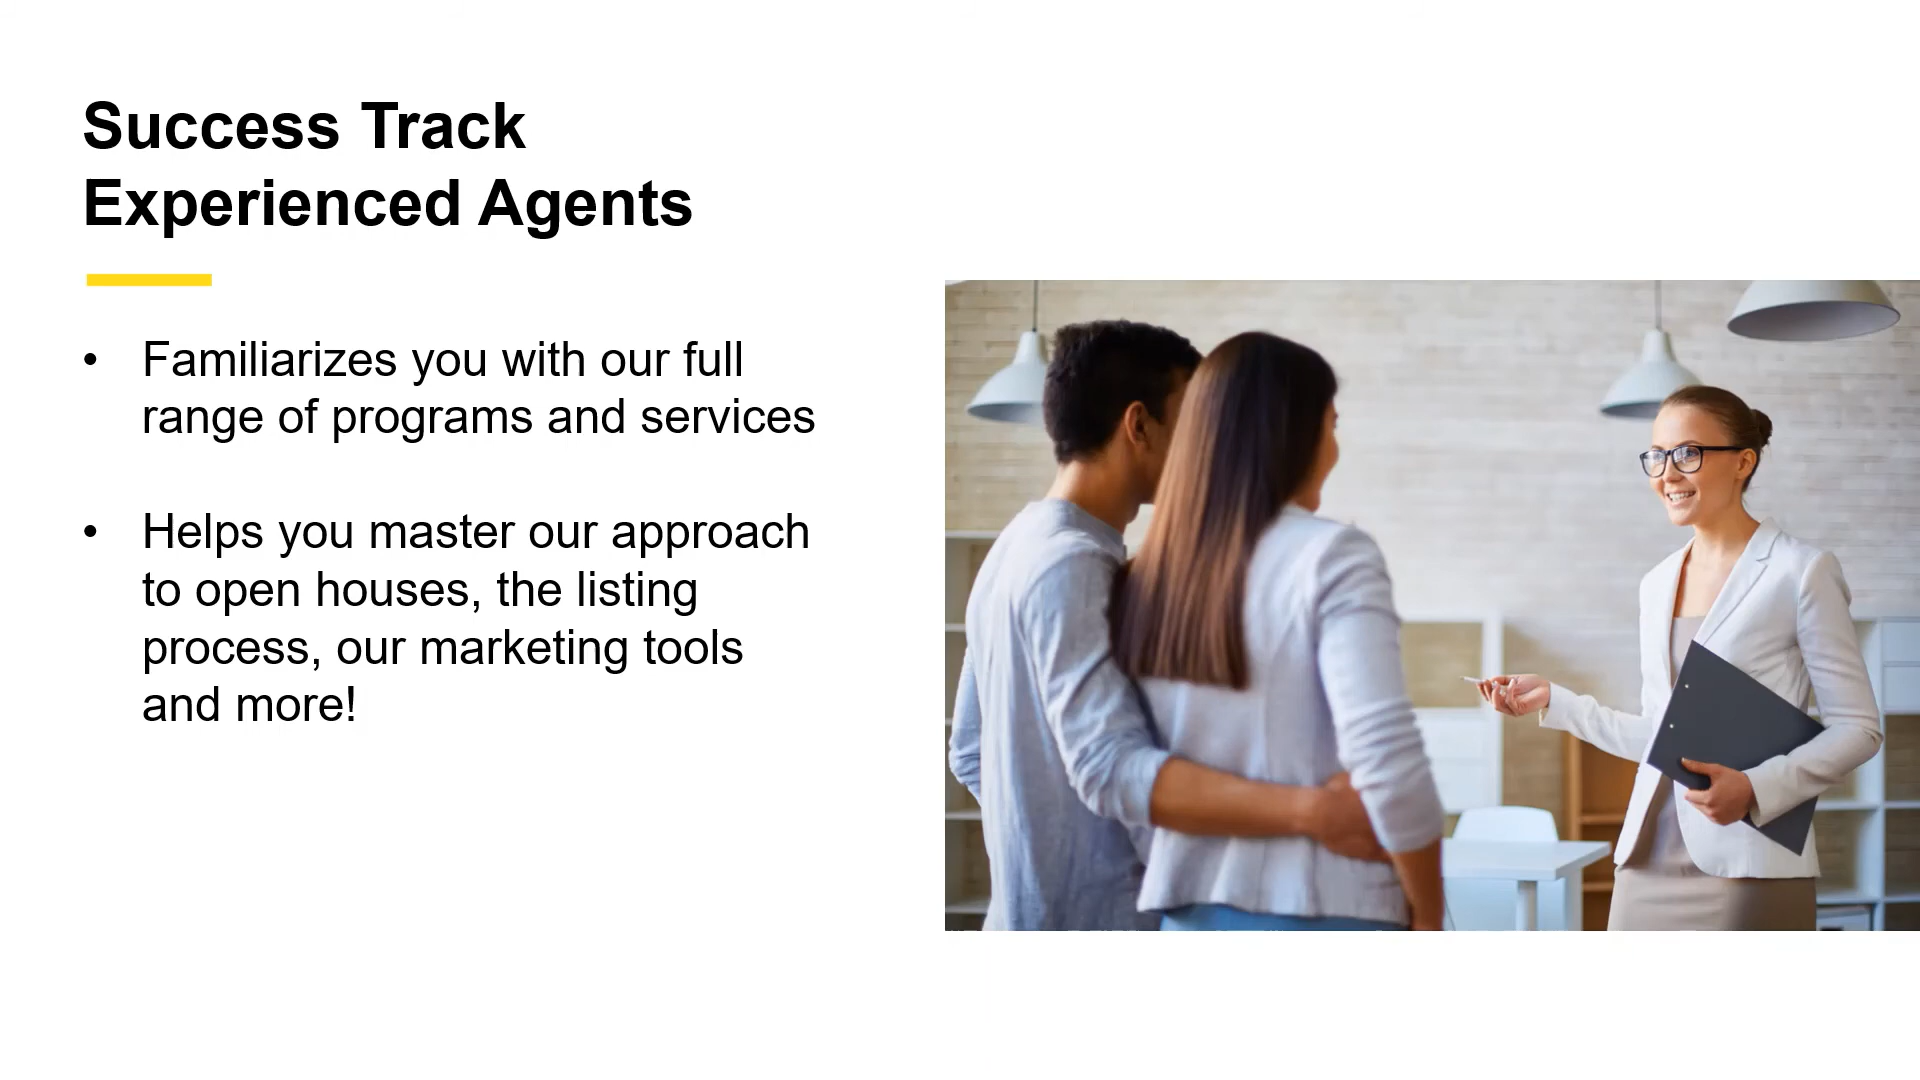 Success Track
Experienced Agents
• Familiarizes you with our full
range of programs and services
• Helps you master our approach
to open houses, the listing
process, our marketing tools
and more!